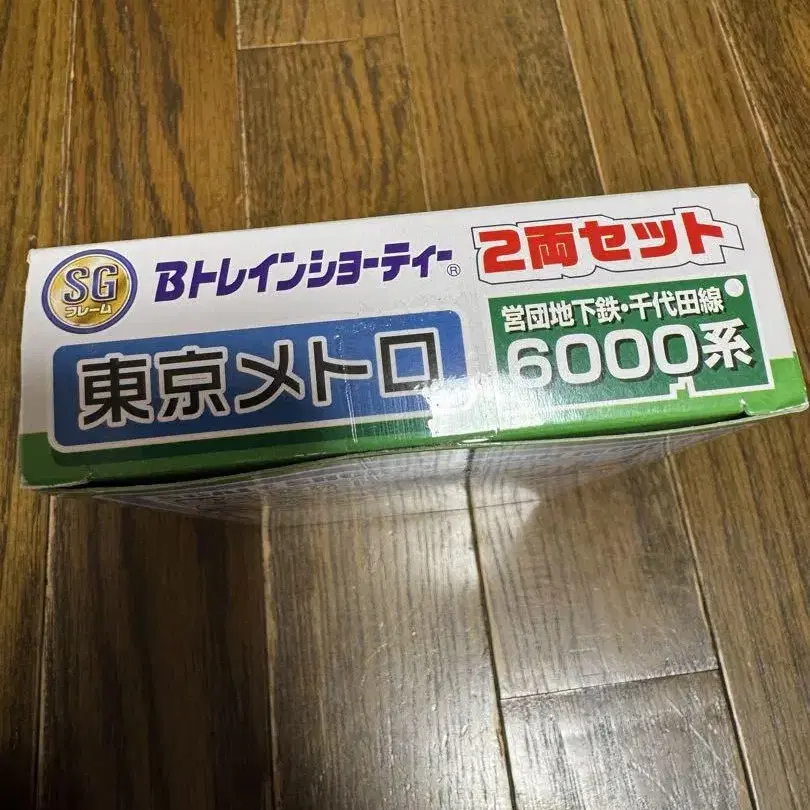 SG
フレーム
Bトレインショーティー®
2両セット
東京メトロ
営団地下鉄・千代田線
6000系